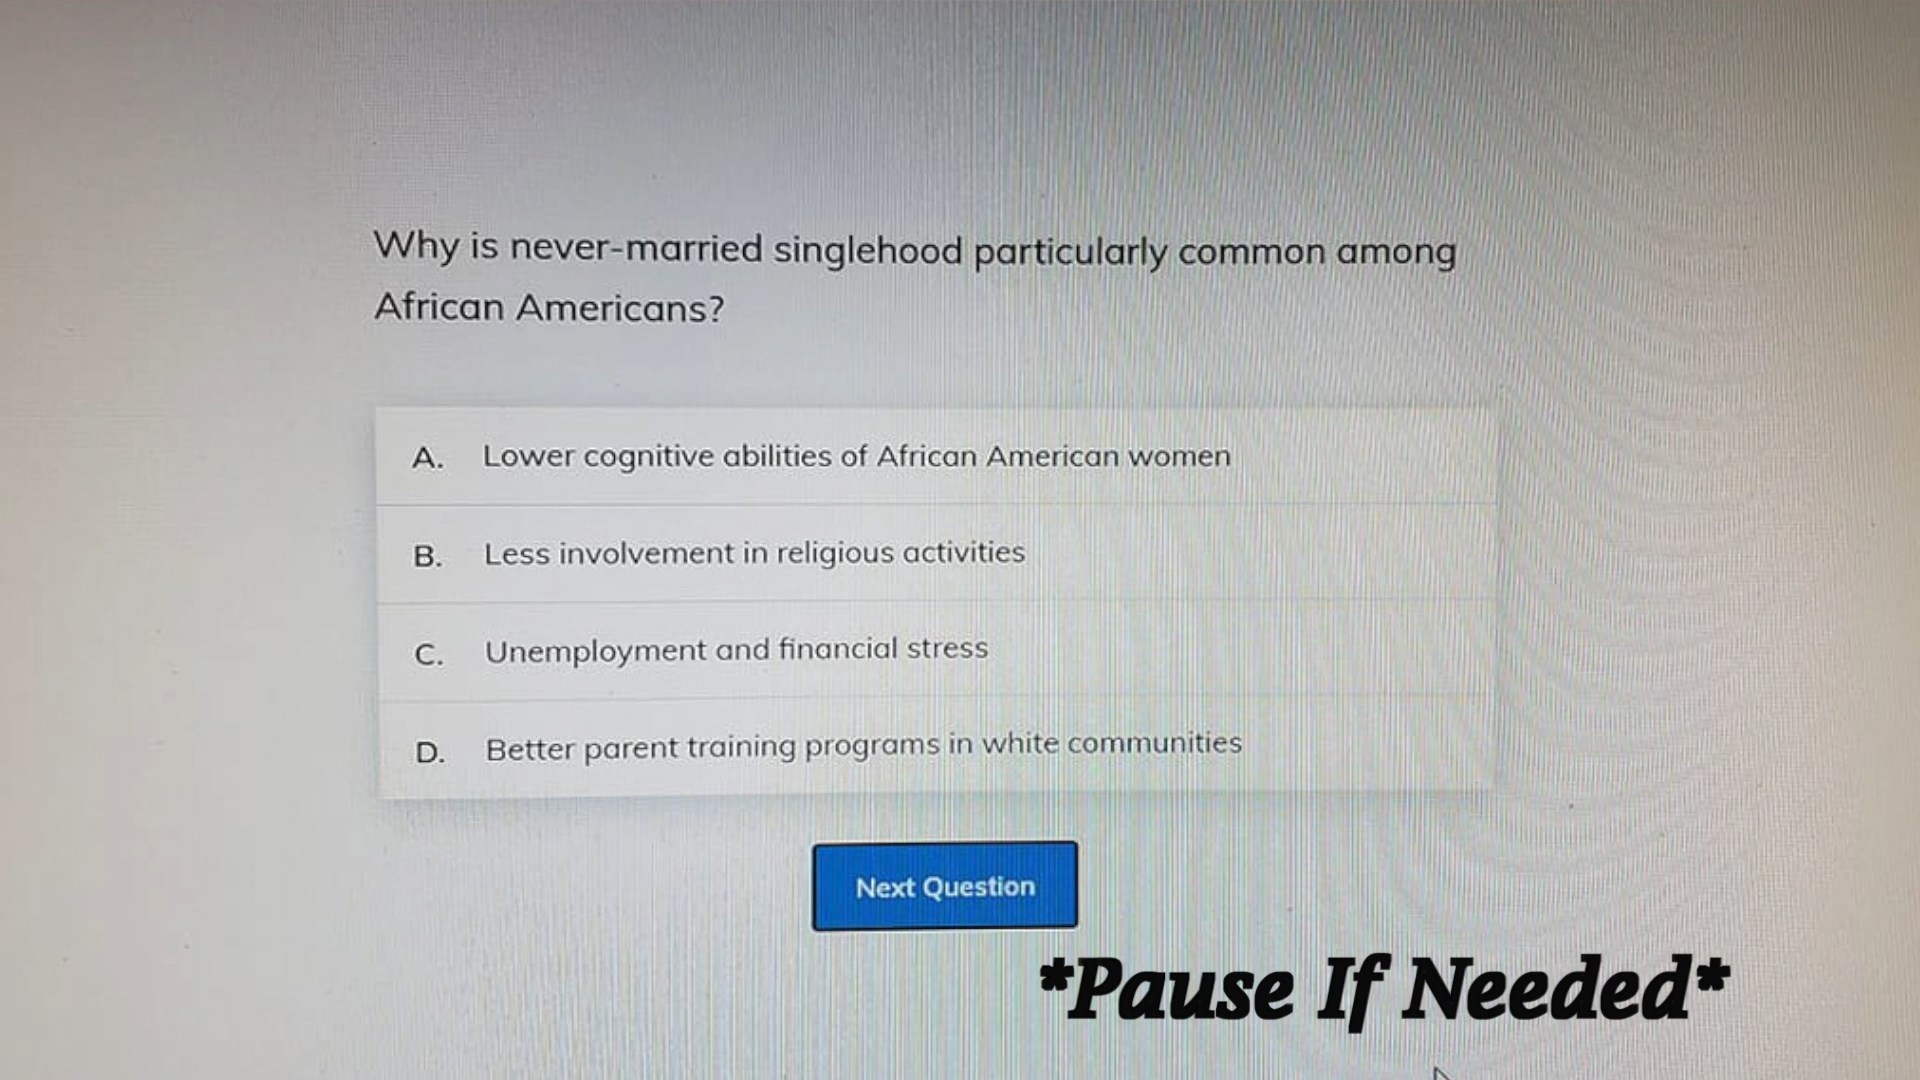 Why is never-married singlehood particularly common among
African Americans?
A. Lower cognitive abilities of African American women
B. Less involvement in religious activities
C. Unemployment and financial stress
D. Better parent training programs in white communities
Next Question
*Pause If Needed*